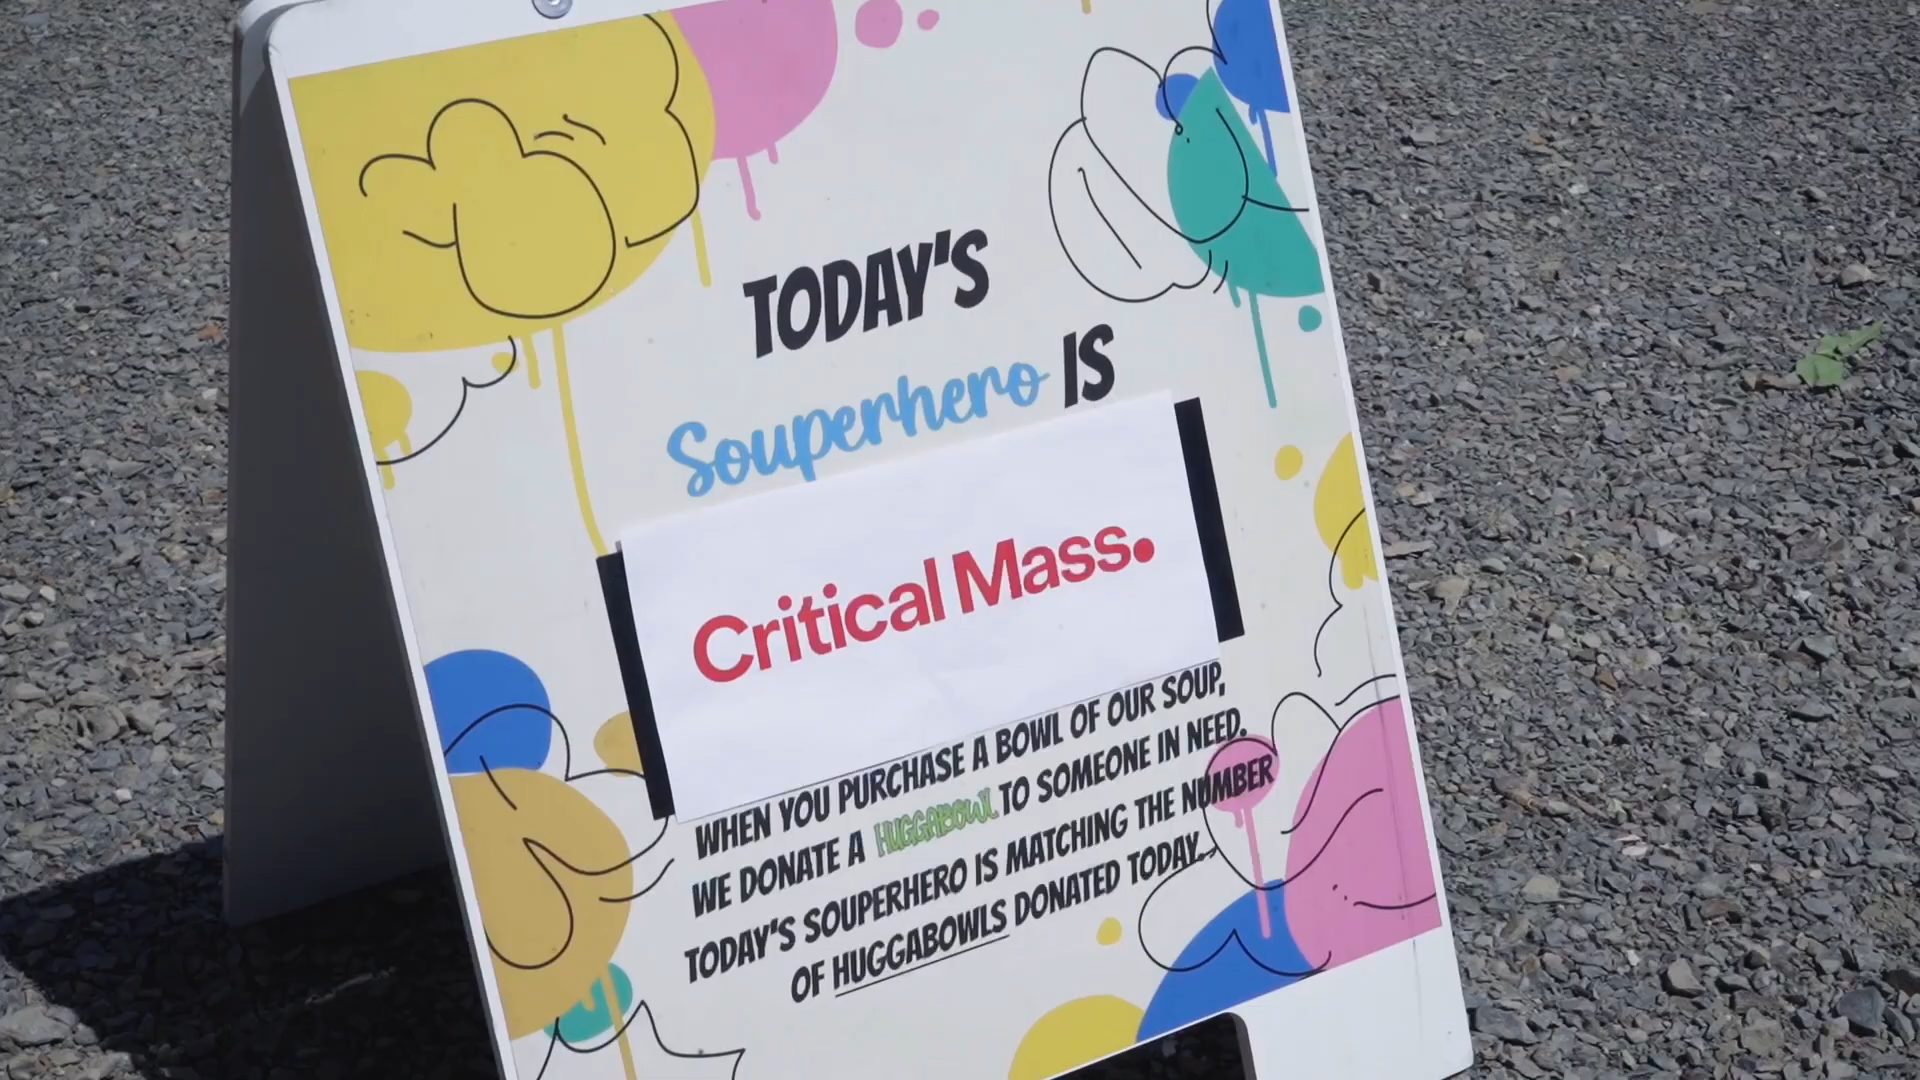 TODAY'S
Souperhero IS
Critical Mass.
WHEN YOU PURCHASE A BOWL OF OUR SOUP,
WE DONATE A HUGGABOWL TO SOMEONE IN NEED.
TODAY'S SOUPERHERO IS MATCHING THE NUMBER
OF HUGGABOWLS DONATED TODAY.